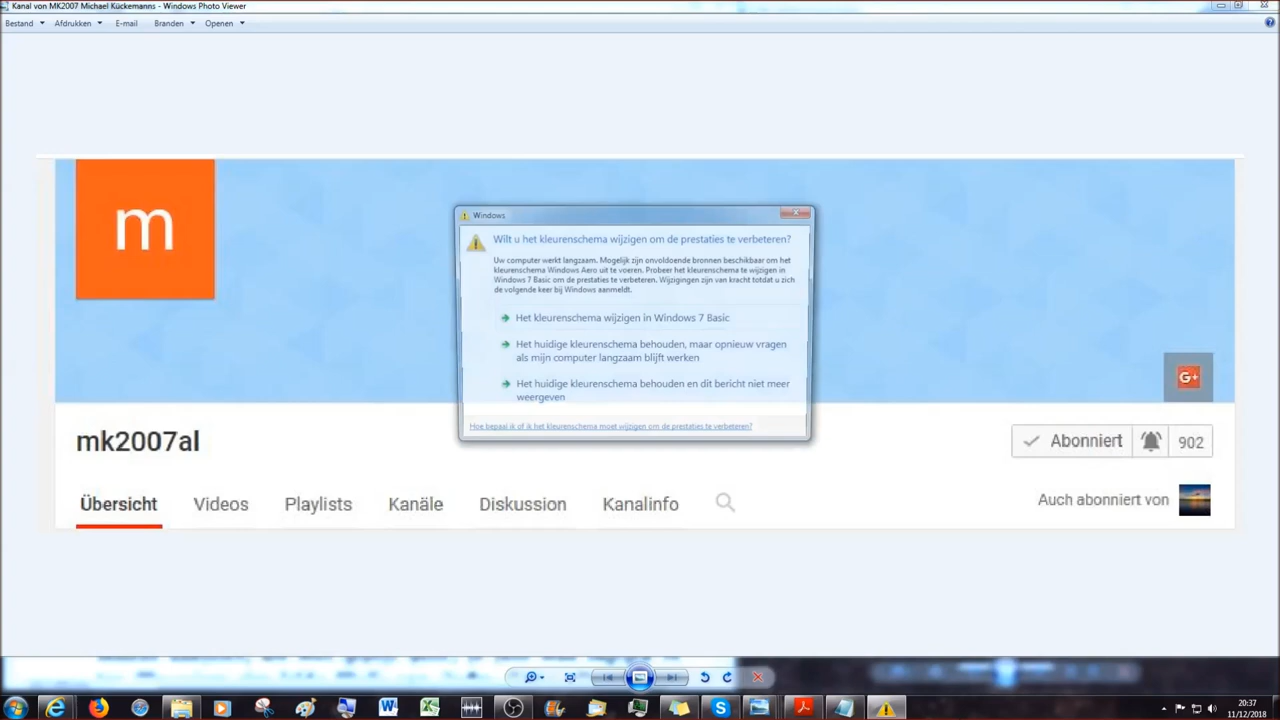 Kanal von MK2007 Michael Kückemanns - Windows Photo Viewer
Bestand Afdrukken E-mail Branden Openen
m
Windows
Wilt u het kleurenschema wijzigen om de prestaties te verbeteren?
Uw computer werkt langzaam. Mogelijk zijn onvoldoende bronnen beschikbaar om het
kleurenschema Windows Aero uit te voeren. Probeer het kleurenschema te wijzigen in
Windows 7 Basic om de prestaties te verbeteren. Wijzigingen zijn van kracht totdat u zich
de volgende keer bij Windows aanmeldt.
Het kleurenschema wijzigen in Windows 7 Basic
Het huidige kleurenschema behouden, maar opnieuw vragen
als mijn computer langzaam blijft werken
Het huidige kleurenschema behouden en dit bericht niet meer
weergeven
Hoe bepaal ik of ik het kleurenschema moet wijzigen om de prestaties te verbeteren?
G+
mk2007al
Abonniert 902
Übersicht Videos Playlists Kanäle Diskussion Kanalinfo
Auch abonniert von
20:37
11/12/2018